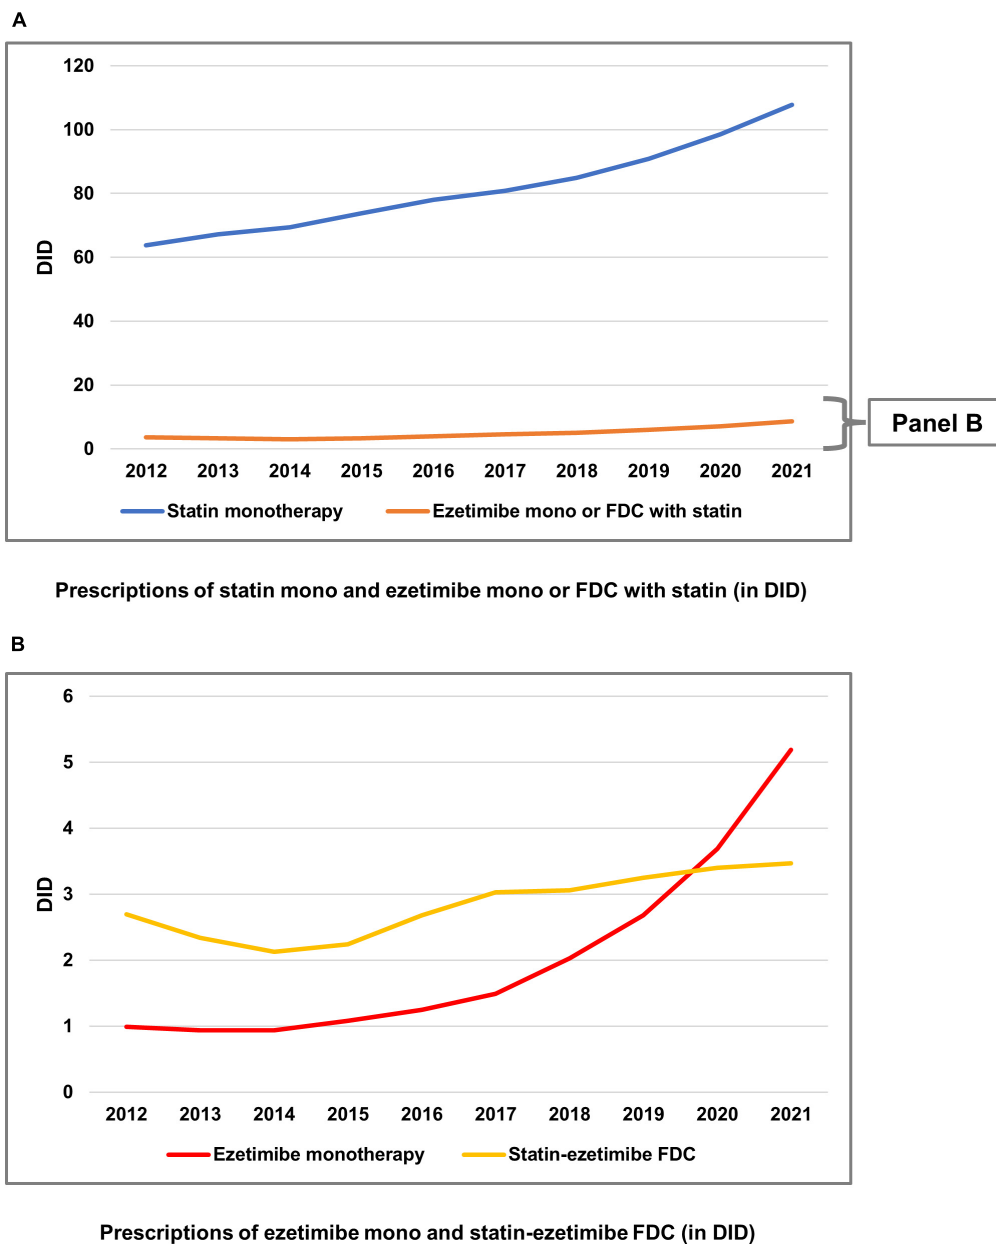 A
120
100
80
60
40
20
0
DID
2012 2013 2014 2015 2016 2017 2018 2019 2020 2021
Statin monotherapy Ezetimibe mono or FDC with statin
Panel B
Prescriptions of statin mono and ezetimibe mono or FDC with statin (in DID)
B
6
5
4
3
2
1
0
DID
2012 2013 2014 2015 2016 2017 2018 2019 2020 2021
Ezetimibe monotherapy Statin-ezetimibe FDC
Prescriptions of ezetimibe mono and statin-ezetimibe FDC (in DID)